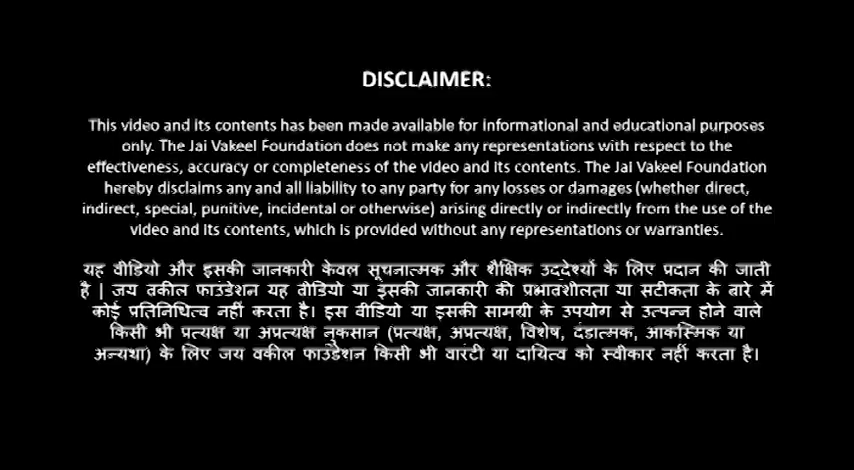 DISCLAIMER:
This video and its contents has been made available for informational and educational purposes
only. The Jai Vakeel Foundation does not make any representations with respect to the
effectiveness, accuracy or completeness of the video and its contents. The Jai Vakeel Foundation
hereby disclaims any and all liability to any party for any losses or damages (whether direct,
indirect, special, punitive, incidental or otherwise) arising directly or indirectly from the use of the
video and its contents, which is provided without any representations or warranties.
यह वीडियो और इसकी जानकारी केवल सूचनात्मक और शैक्षिक उद्देश्यों के लिए प्रदान की जाती
है | जय वकील फाउंडेशन यह वीडियो या इसकी जानकारी की प्रभावशीलता या सटीकता के बारे में
कोई प्रतिनिधित्व नहीं करता है। इस वीडियो या इसकी सामग्री के उपयोग से उत्पन्न होने वाले
किसी भी प्रत्यक्ष या अप्रत्यक्ष नुकसान (प्रत्यक्ष, अप्रत्यक्ष, विशेष, दंडात्मक, आकस्मिक या
अन्यथा) के लिए जय वकील फाउंडेशन किसी भी वारंटी या दायित्व को स्वीकार नहीं करता है।